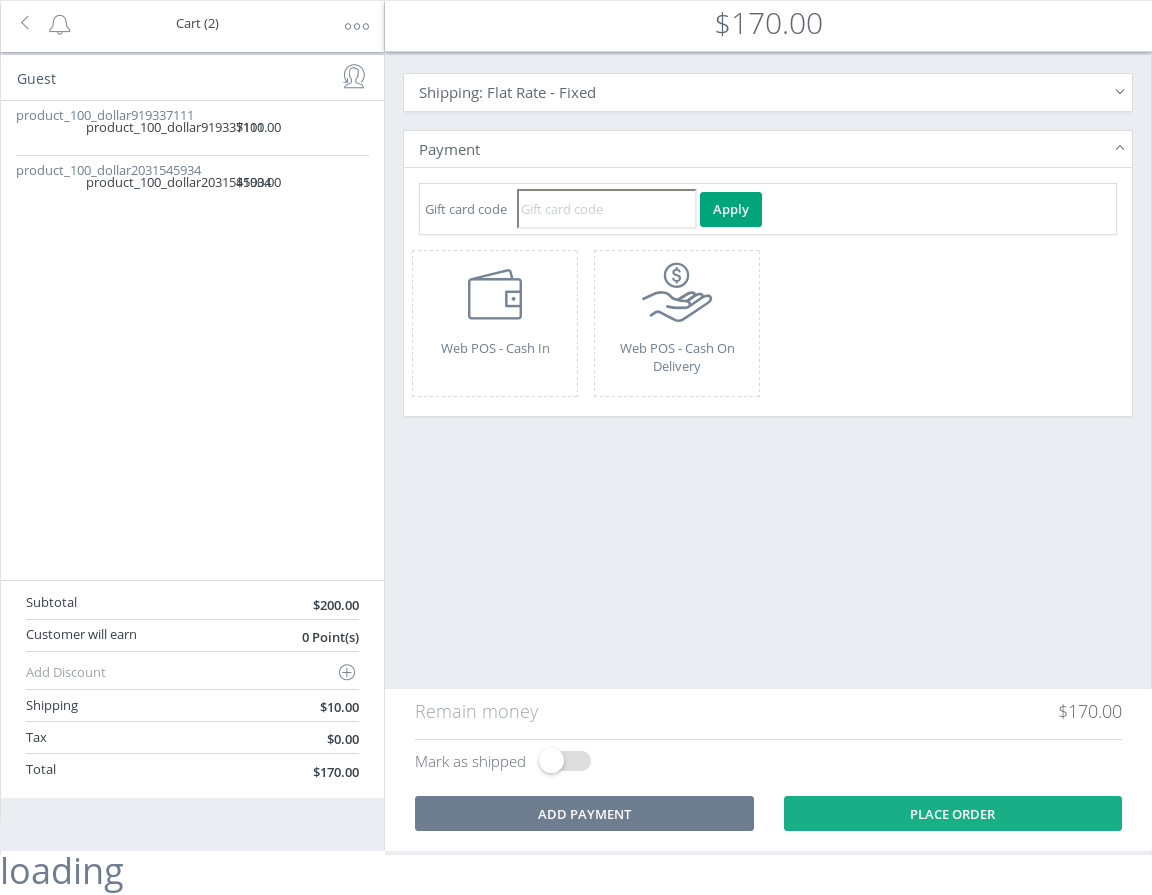 Cart (2)
$170.00
Guest
product_100_dollar919337111
product_100_dollar919337111 $100.00
product_100_dollar2031545934
product_100_dollar2031545934 $100.00
Subtotal $200.00
Customer will earn 0 Point(s)
Add Discount
Shipping $10.00
Tax $0.00
Total $170.00
Shipping: Flat Rate - Fixed
Payment
Gift card code Gift card code Apply
Web POS - Cash In
Web POS - Cash On
Delivery
Remain money $170.00
Mark as shipped
ADD PAYMENT PLACE ORDER
loading